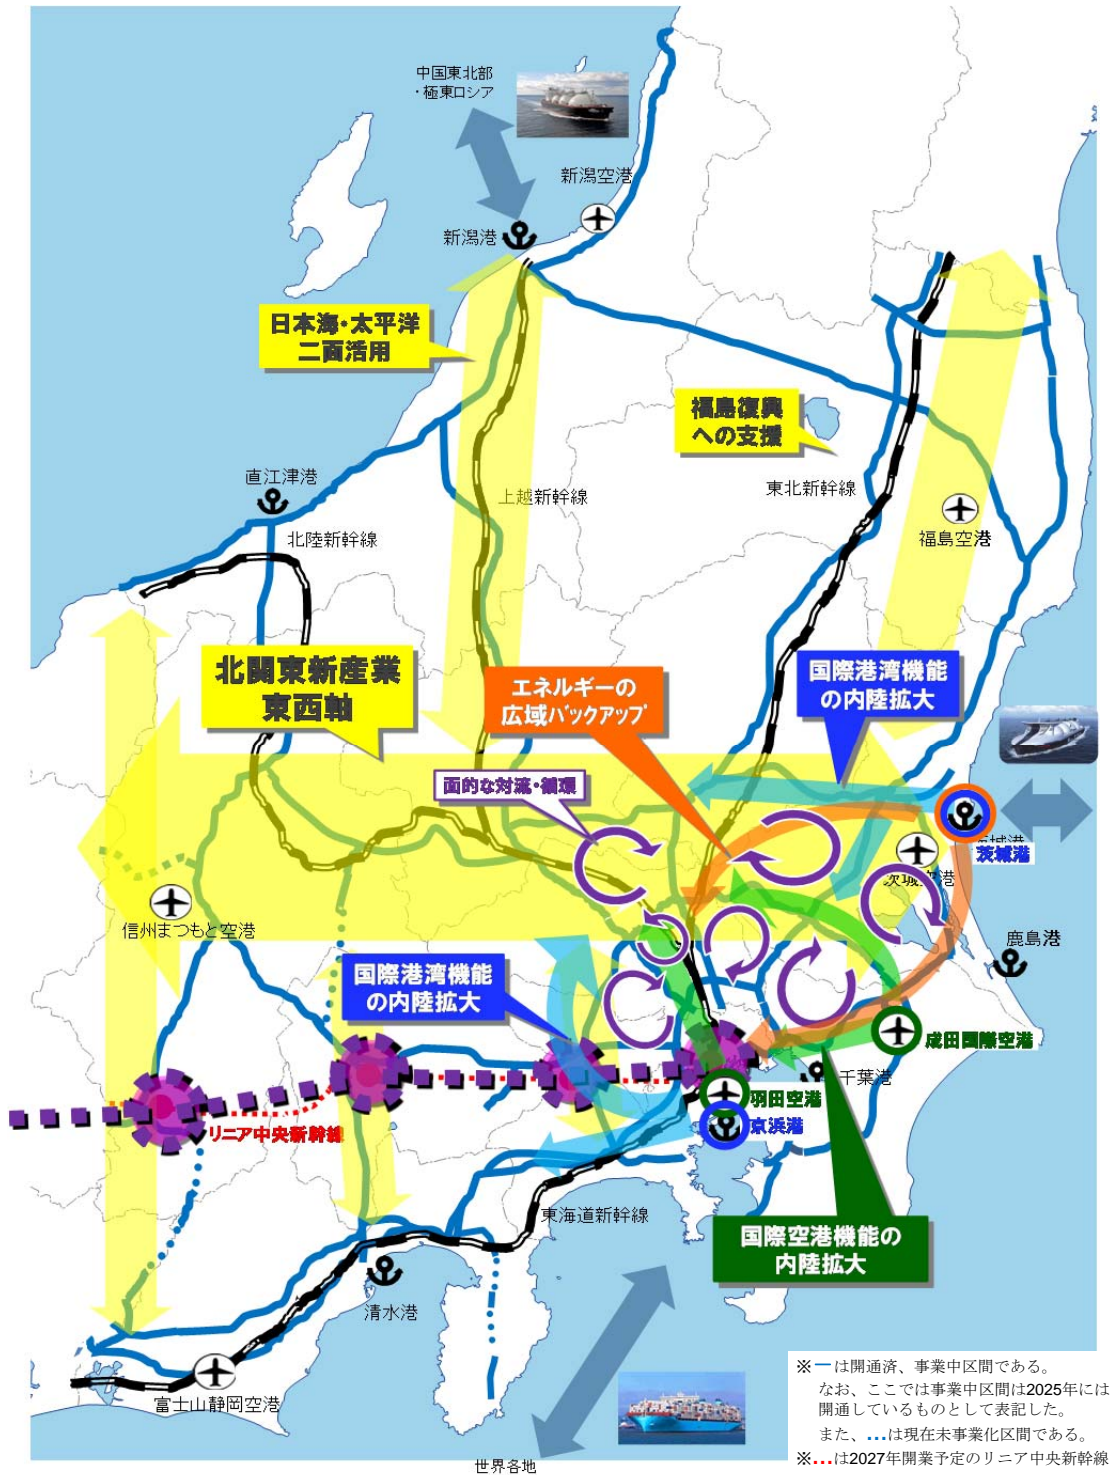 中国東北部
・極東ロシア
新潟空港
新潟港
日本海・太平洋
二面活用
福島復興
への支援
直江津港
上越新幹線
東北新幹線
北陸新幹線
福島空港
北関東新産業
東西軸
エネルギーの
広域バックアップ
国際港湾機能
の内陸拡大
面的な対流・循環
茨城港
茨城空港
信州まつもと空港
鹿島港
国際港湾機能
の内陸拡大
成田国際空港
千葉港
羽田空港
京浜港
リニア中央新幹線
東海道新幹線
国際空港機能の
内陸拡大
清水港
富士山静岡空港
世界各地
※ーは開通済、事業中区間である。
なお、ここでは事業中区間は2025年には
開通しているものとして表記した。
また、…は現在未事業化区間である。
※…は2027年開業予定のリニア中央新幹線